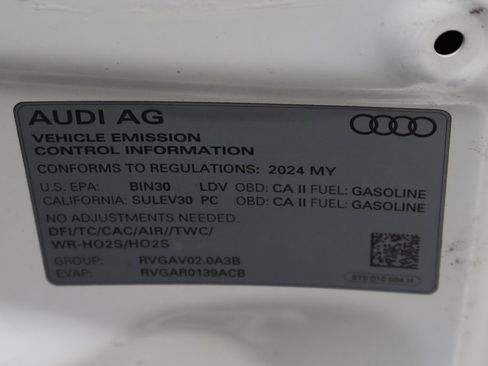 AUDI AG
VEHICLE EMISSION
CONTROL INFORMATION
CONFORMS TO REGULATIONS: 2024 MY
U.S. EPA: BIN30 LDV OBD: CA II FUEL: GASOLINE
CALIFORNIA: SULEV30 PC OBD: CA II FUEL: GASOLINE
NO ADJUSTMENTS NEEDED.
DFI/TC/CAC/AIR//TWC/
WR-HO2S/HO2S
GROUP: RVGAV02.0A3B
EVAP: RVGAR0139ACB